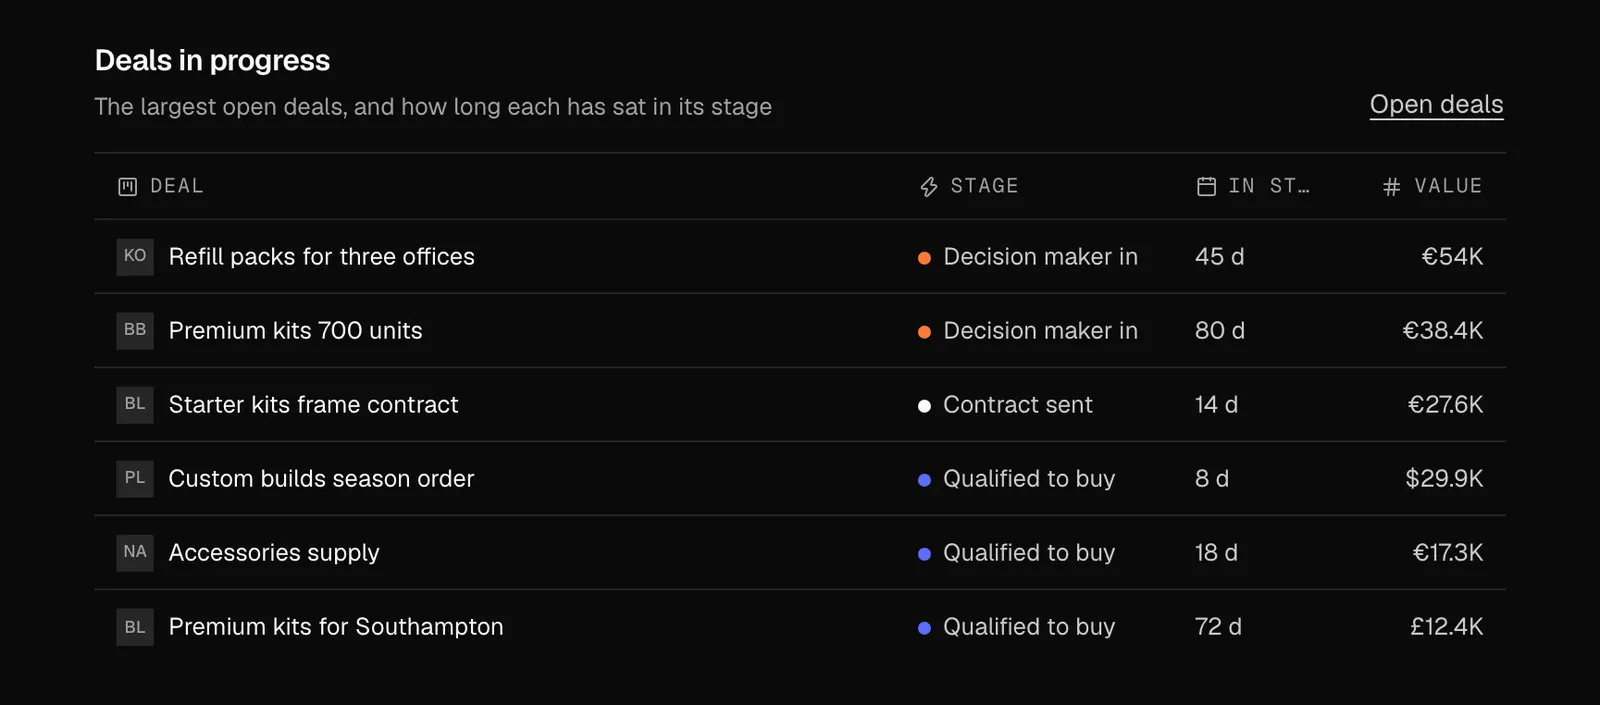 Deals in progress
The largest open deals, and how long each has sat in its stage
Open deals
DEAL STAGE IN ST… # VALUE
KO Refill packs for three offices Decision maker in 45 d €54K
BB Premium kits 700 units Decision maker in 80 d €38.4K
BL Starter kits frame contract Contract sent 14 d €27.6K
PL Custom builds season order Qualified to buy 8 d $29.9K
NA Accessories supply Qualified to buy 18 d €17.3K
BL Premium kits for Southampton Qualified to buy 72 d £12.4K